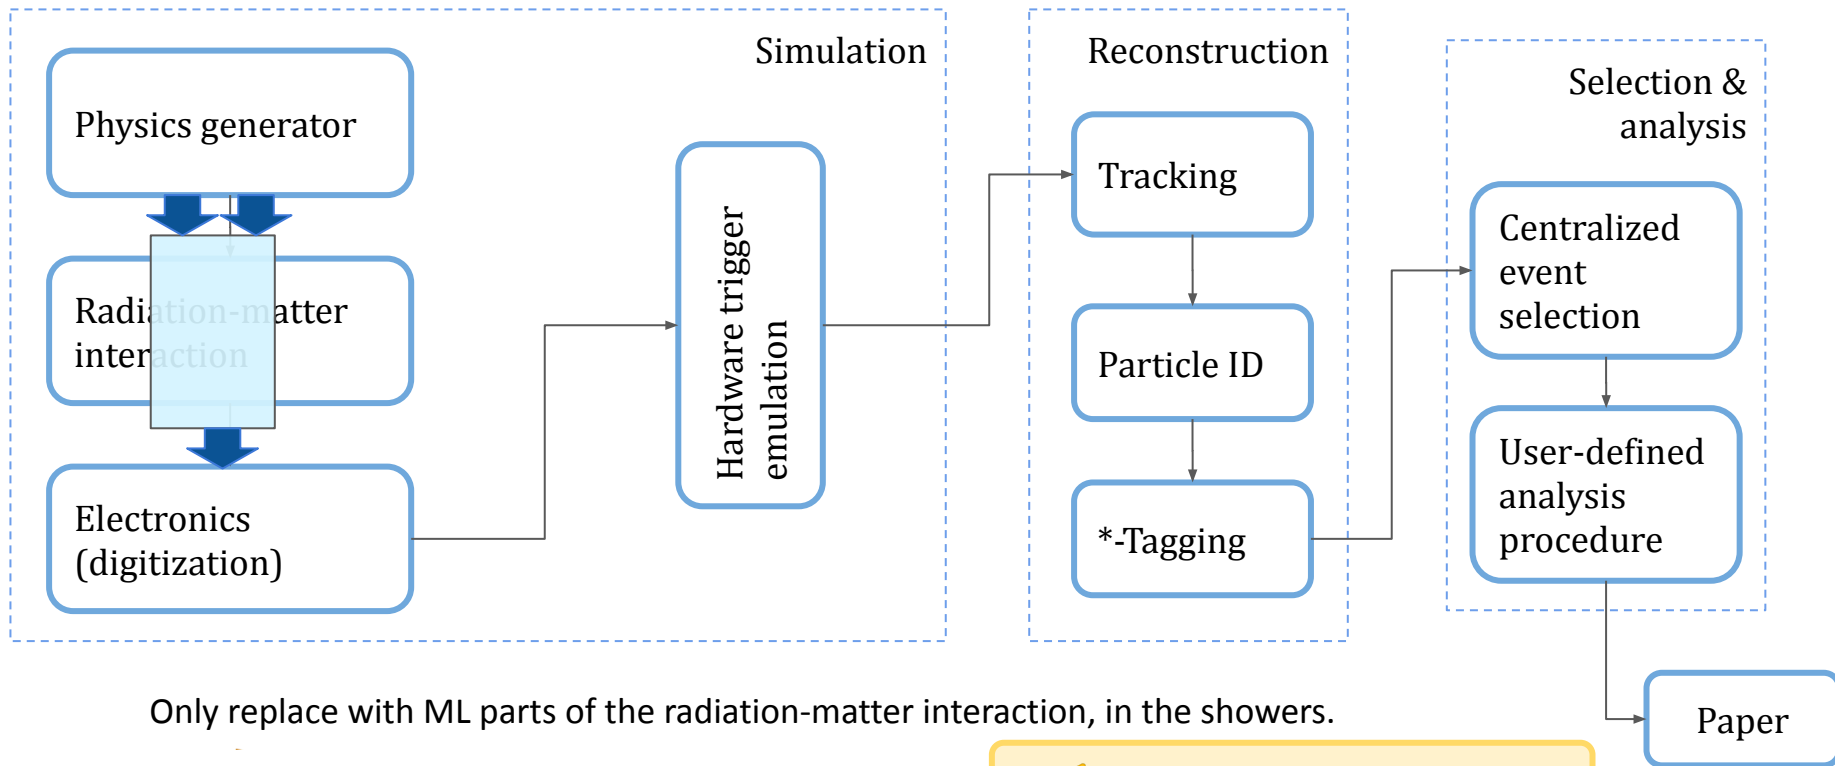 Simulation
Physics generator
Radiation-matter
interaction
Electronics
(digitization)
Hardware trigger
emulation
Reconstruction
Tracking
Particle ID
*-Tagging
Selection &
analysis
Centralized
event
selection
User-defined
analysis
procedure
Paper
Only replace with ML parts of the radiation-matter interaction, in the showers.